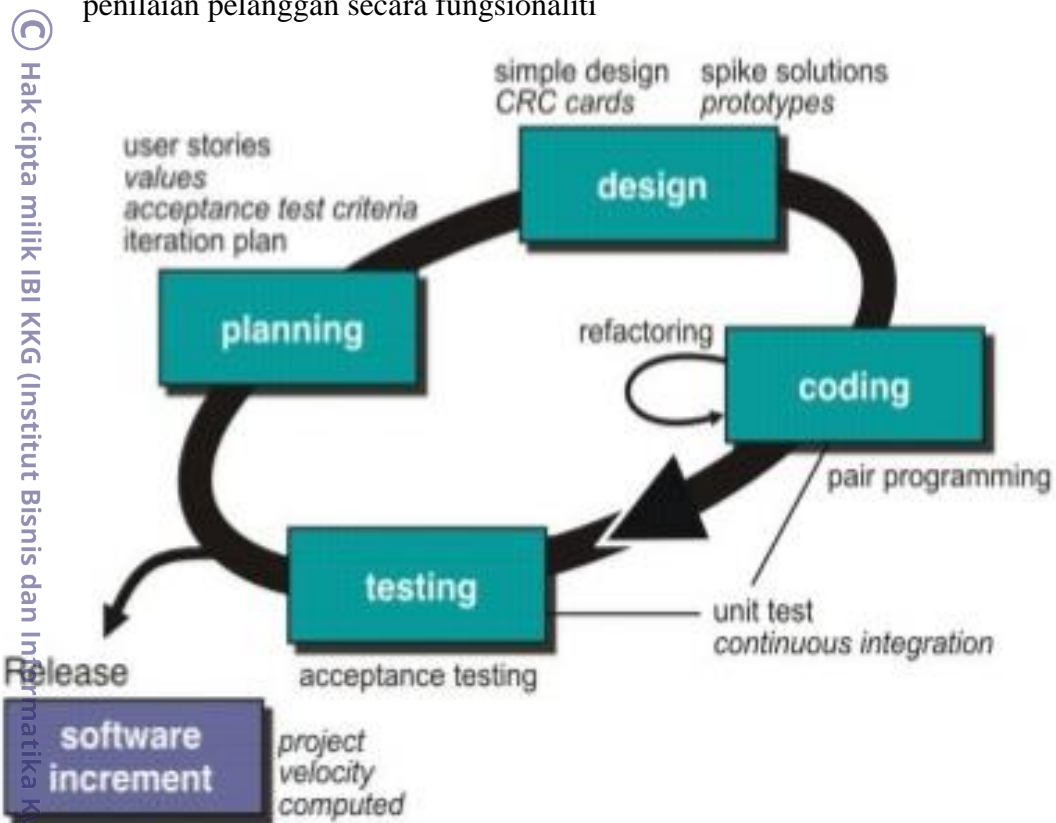 penilaian pelanggan secara fungsionaliti
simple design
CRC cards
spike solutions
prototypes
user stories
values
acceptance test criteria
iteration plan
design
planning
refactoring
coding
pair programming
testing
unit test
continuous integration
acceptance testing
Release
software
increment
project
velocity
computed
© Hak cipta milik IBI KKG (Institut Bisnis dan Informatika K